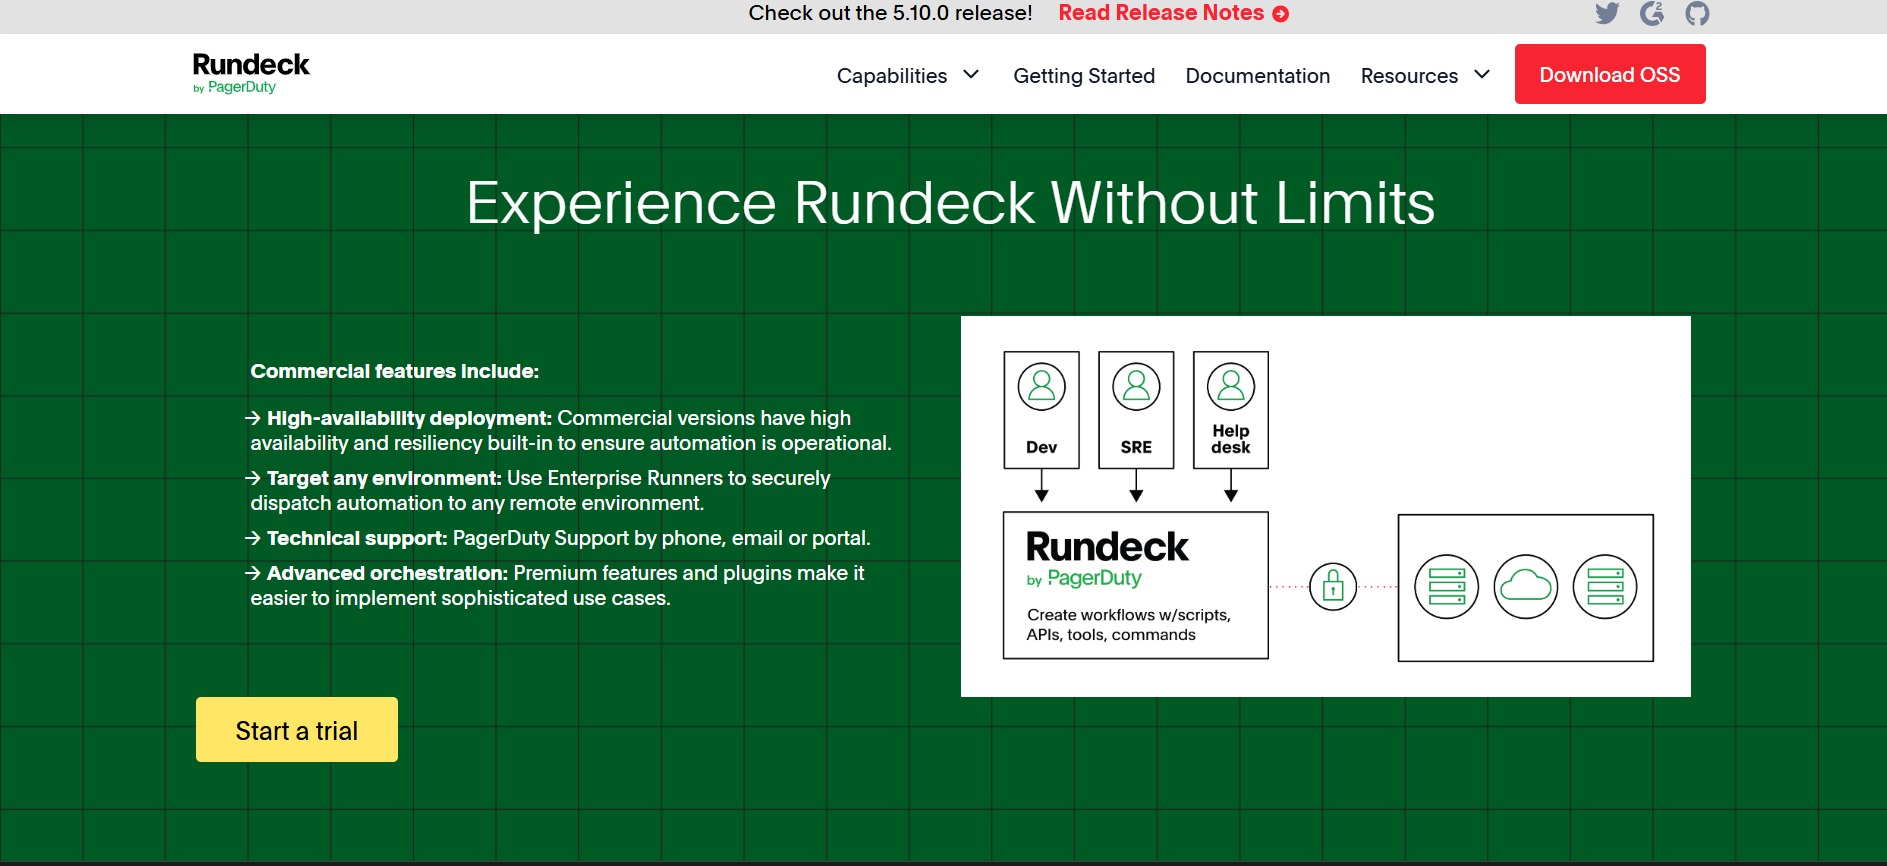 Check out the 5.10.0 release! Read Release Notes
Rundeck
by PagerDuty
Capabilities Getting Started Documentation Resources Download OSS
Experience Rundeck Without Limits
Commercial features include:
→ High-availability deployment: Commercial versions have high
availability and resiliency built-in to ensure automation is operational.
→ Target any environment: Use Enterprise Runners to securely
dispatch automation to any remote environment.
→ Technical support: PagerDuty Support by phone, email or portal.
→ Advanced orchestration: Premium features and plugins make it
easier to implement sophisticated use cases.
Start a trial
Dev
SRE
Help
desk
Rundeck
by PagerDuty
Create workflows w/scripts,
APIs, tools, commands